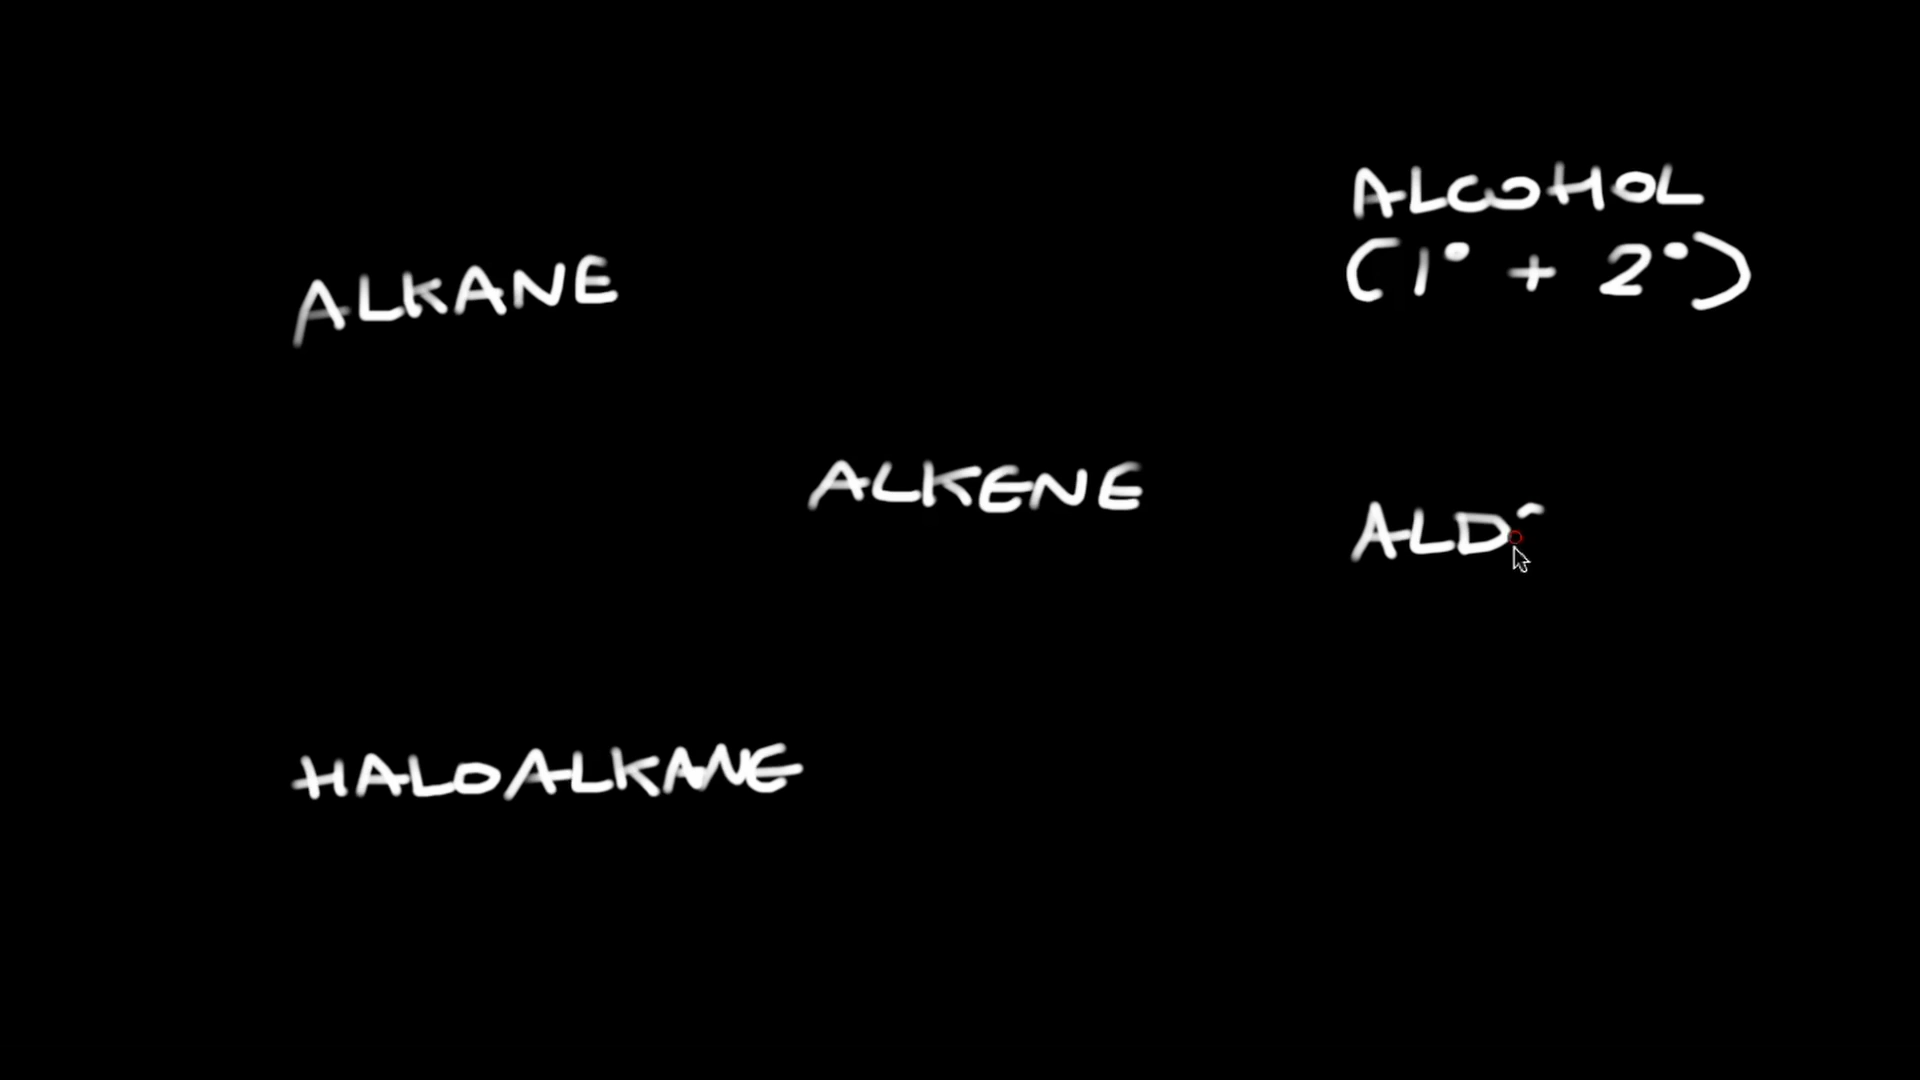 ALKANE
ALCOHOL
(1° + 2°)
ALKENE
ALD
HALOALKANE